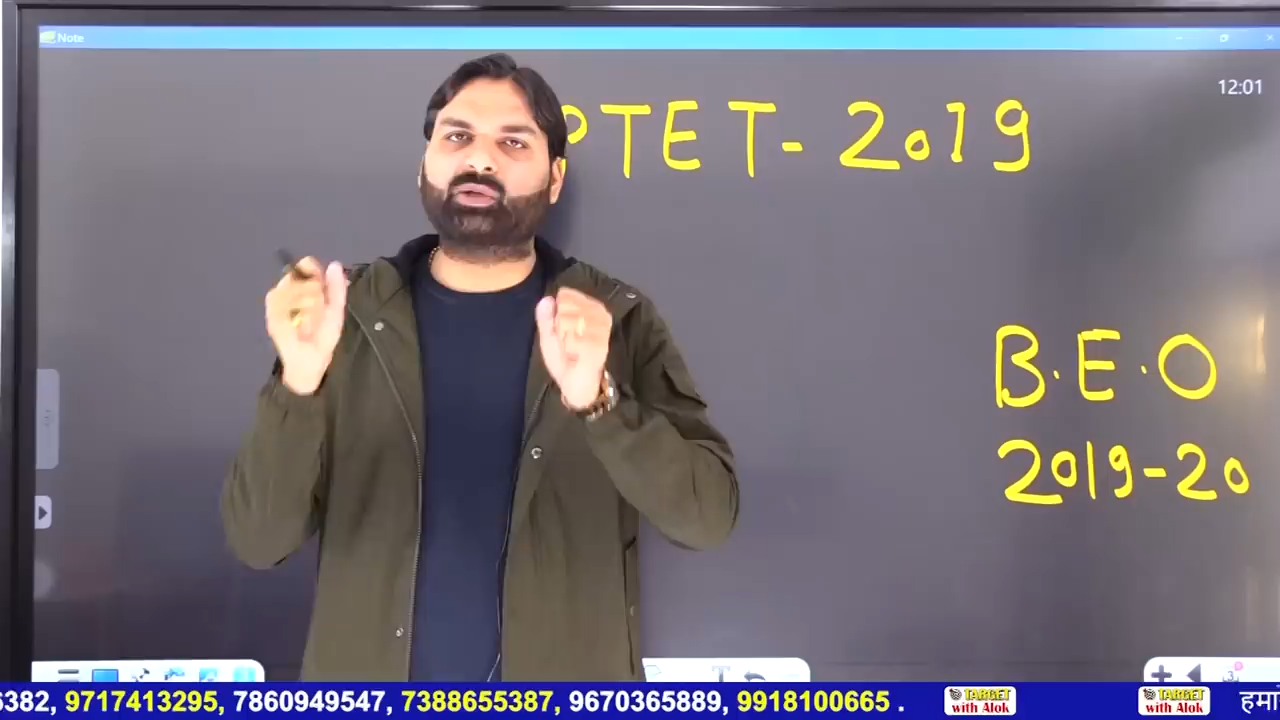 Note
12:01
PTET-2019
B.E.O
2019-20
6382, 9717413295, 7860949547, 7388655387, 9670365889, 9918100665 .
TARGET with Alok
TARGET with Alok
हमा